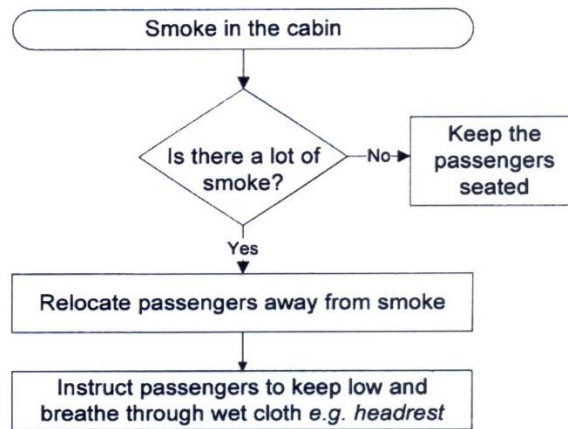 Smoke in the cabin
Is there a lot of
smoke?
No
Keep the
passengers
seated
Yes
Relocate passengers away from smoke
Instruct passengers to keep low and
breathe through wet cloth e.g. headrest